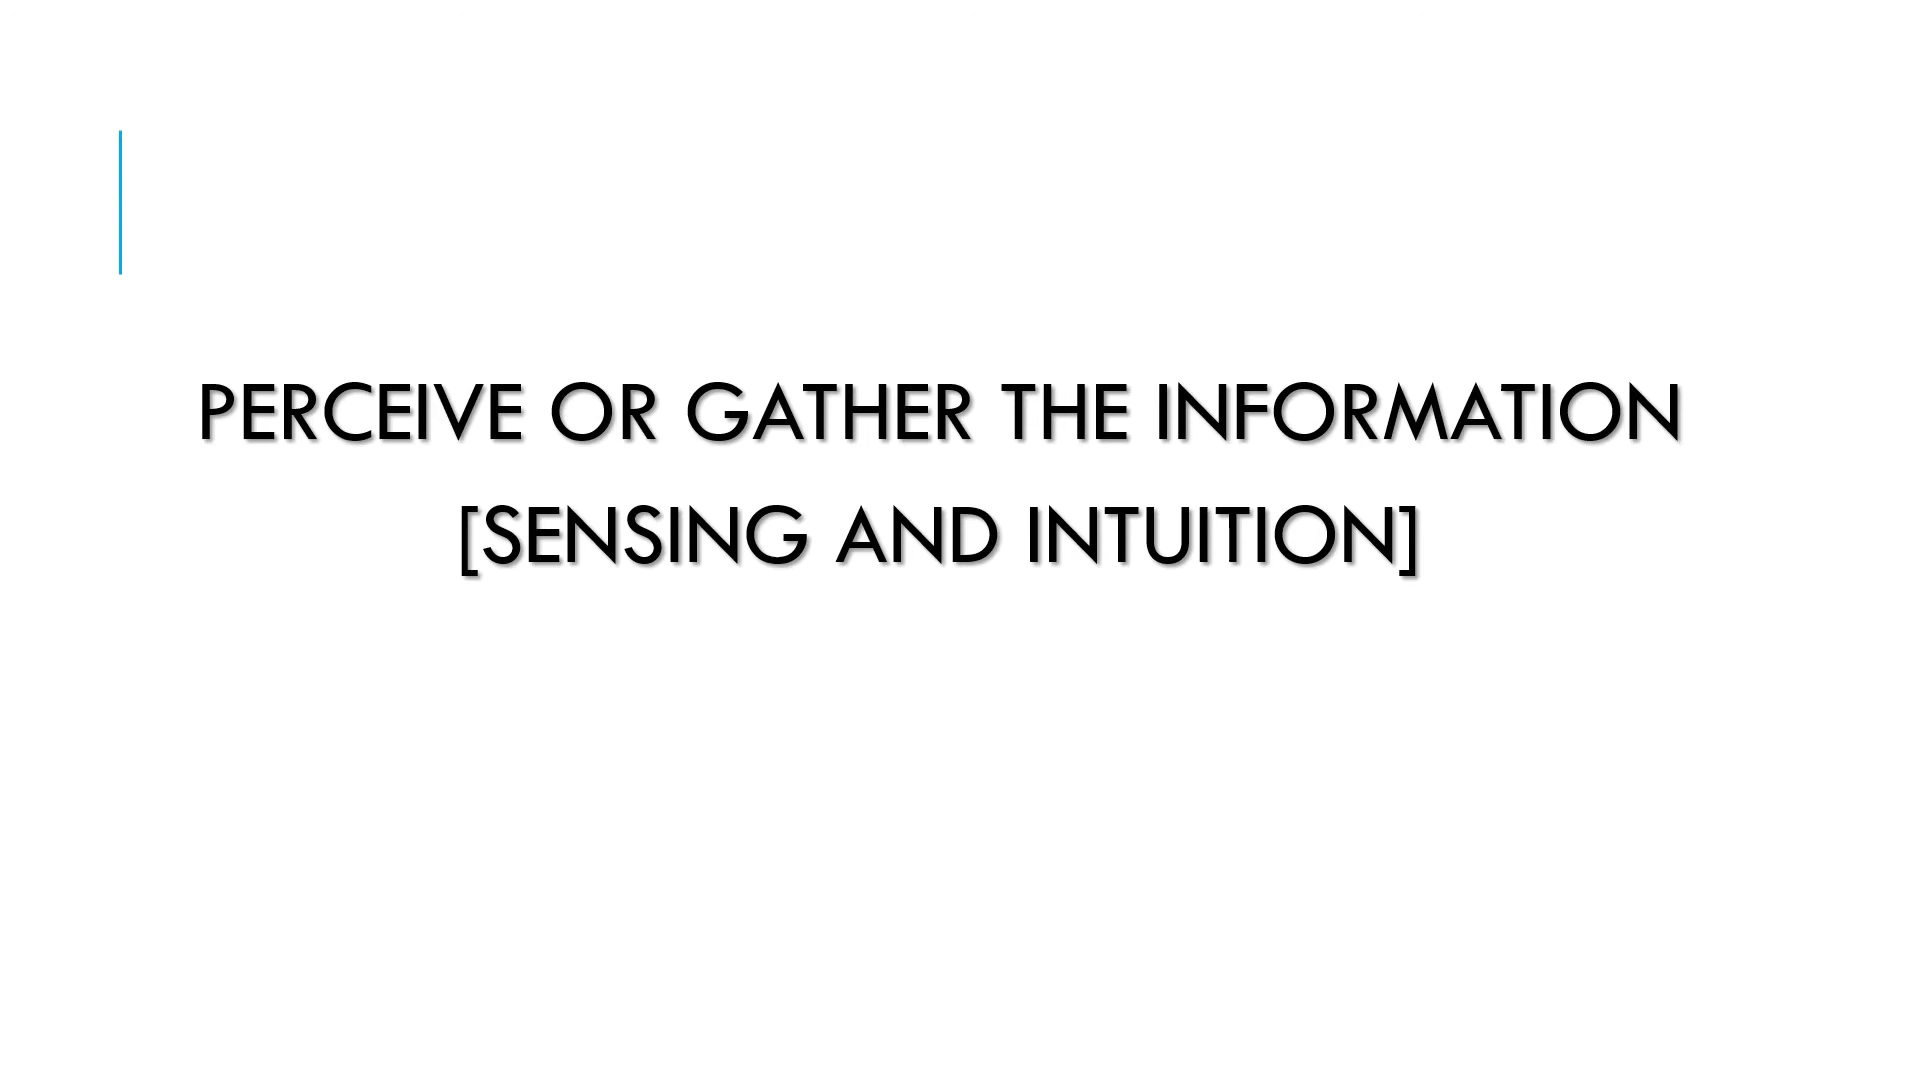 PERCEIVE OR GATHER THE INFORMATION
[SENSING AND INTUITION]